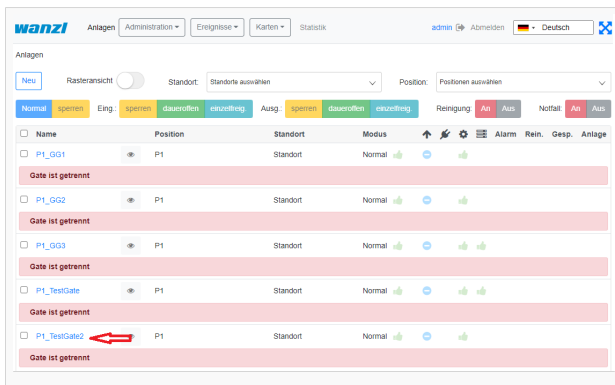 wanzl Anlagen Administration Ereignisse Karten Statistik admin Abmelden Deutsch
Anlagen
Neu Rasteransicht Standort: Standorte auswählen Position: Positionen auswählen
Normal sperren Eing.: sperren daueroffen einzelfreig. Ausg.: sperren daueroffen einzelfreig. Reinigung: An Aus Notfall: An Aus
Name Position Standort Modus Alarm Rein. Gesp. Anlage
P1_GG1 P1 Standort Normal
Gate ist getrennt
P1_GG2 P1 Standort Normal
Gate ist getrennt
P1_GG3 P1 Standort Normal
Gate ist getrennt
P1_TestGate P1 Standort Normal
Gate ist getrennt
P1_TestGate2 P1 Standort Normal
Gate ist getrennt